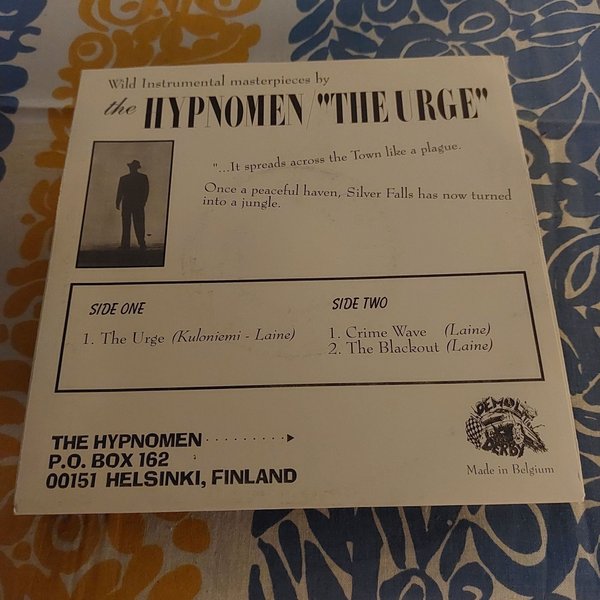 Wild Instrumental masterpieces by
the HYPNOMEN/"THE URGE"
"...It spreads across the Town like a plague.
Once a peaceful haven, Silver Falls has now turned
into a jungle.
SIDE ONE
1. The Urge (Kuloniemi - Laine)
SIDE TWO
1. Crime Wave (Laine)
2. The Blackout (Laine)
THE HYPNOMEN
P.O. BOX 162
00151 HELSINKI, FINLAND
DEMOLITION
DERBY
Made in Belgium